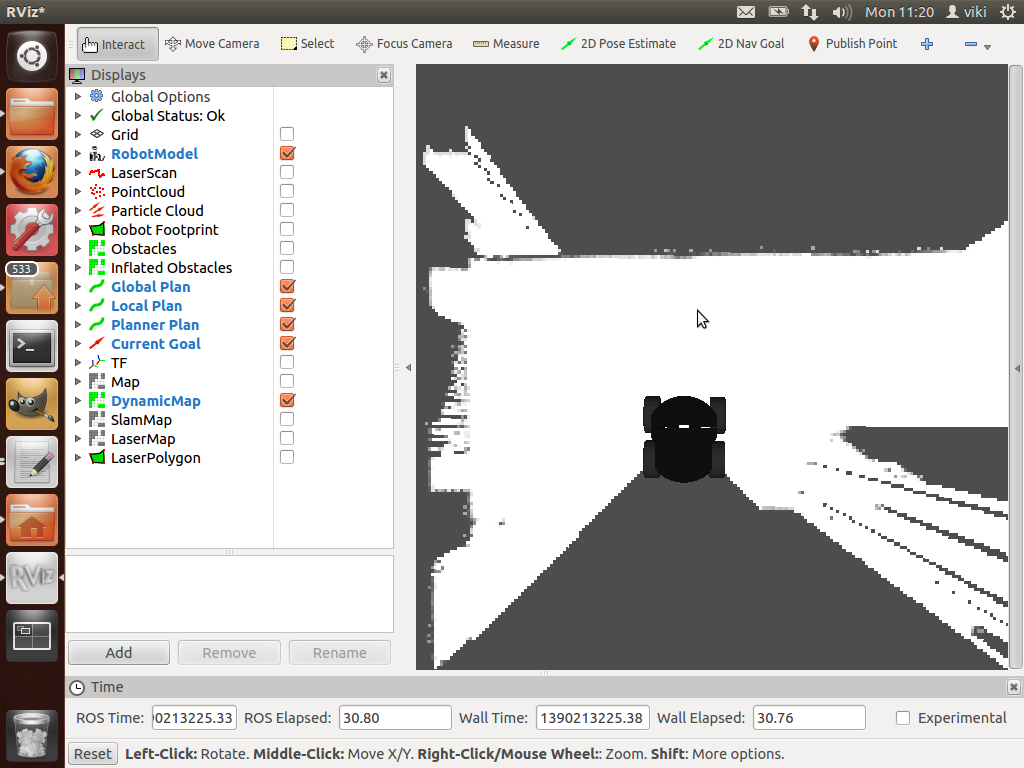 RViz*
Mon 11:20
viki
Interact
Move Camera
Select
Focus Camera
Measure
2D Pose Estimate
2D Nav Goal
Publish Point
Displays
Global Options
Global Status: Ok
Grid
RobotModel
LaserScan
PointCloud
Particle Cloud
Robot Footprint
Obstacles
Inflated Obstacles
Global Plan
Local Plan
Planner Plan
Current Goal
TF
Map
DynamicMap
SlamMap
LaserMap
LaserPolygon
533
RViz
Add
Remove
Rename
Time
ROS Time: 0213225.33 ROS Elapsed: 30.80 Wall Time: 1390213225.38 Wall Elapsed: 30.76 Experimental
Reset Left-Click: Rotate. Middle-Click: Move X/Y. Right-Click/Mouse Wheel:: Zoom. Shift: More options.